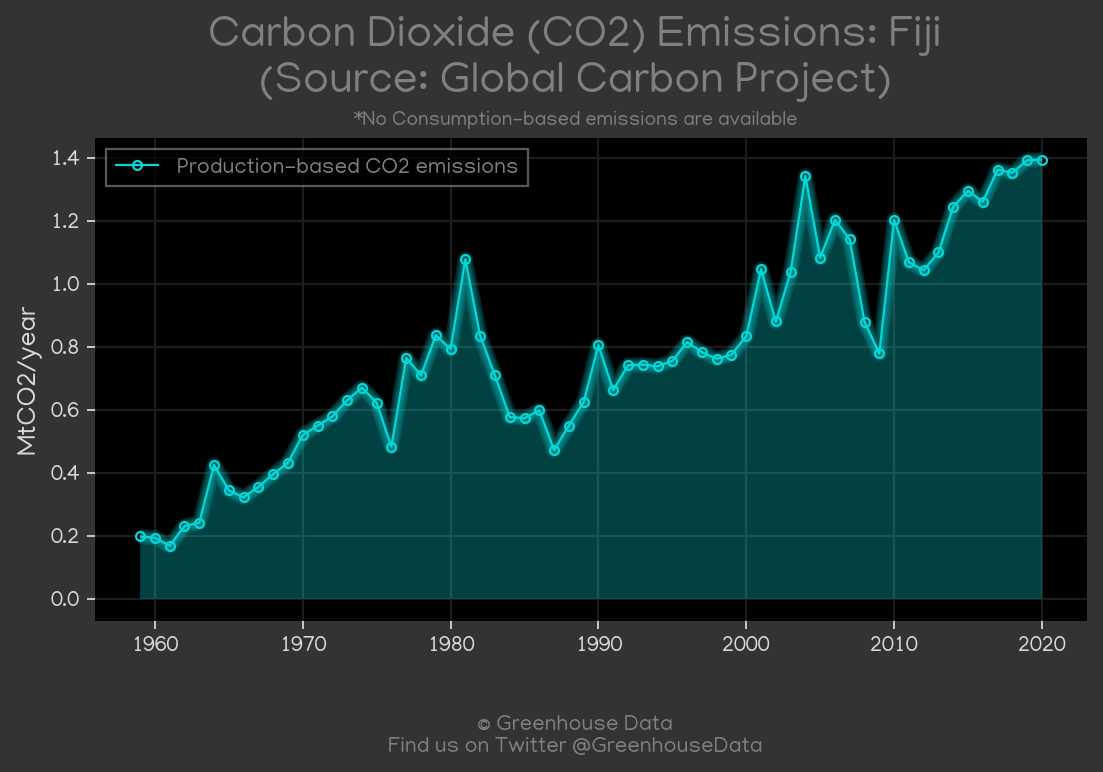 Carbon Dioxide (CO2) Emissions: Fiji
(Source: Global Carbon Project)
*No Consumption-based emissions are available
Production-based CO2 emissions
MtCO2/year
1.4
1.2
1.0
0.8
0.6
0.4
0.2
0.0
1960 1970 1980 1990 2000 2010 2020
© Greenhouse Data
Find us on Twitter @GreenhouseData